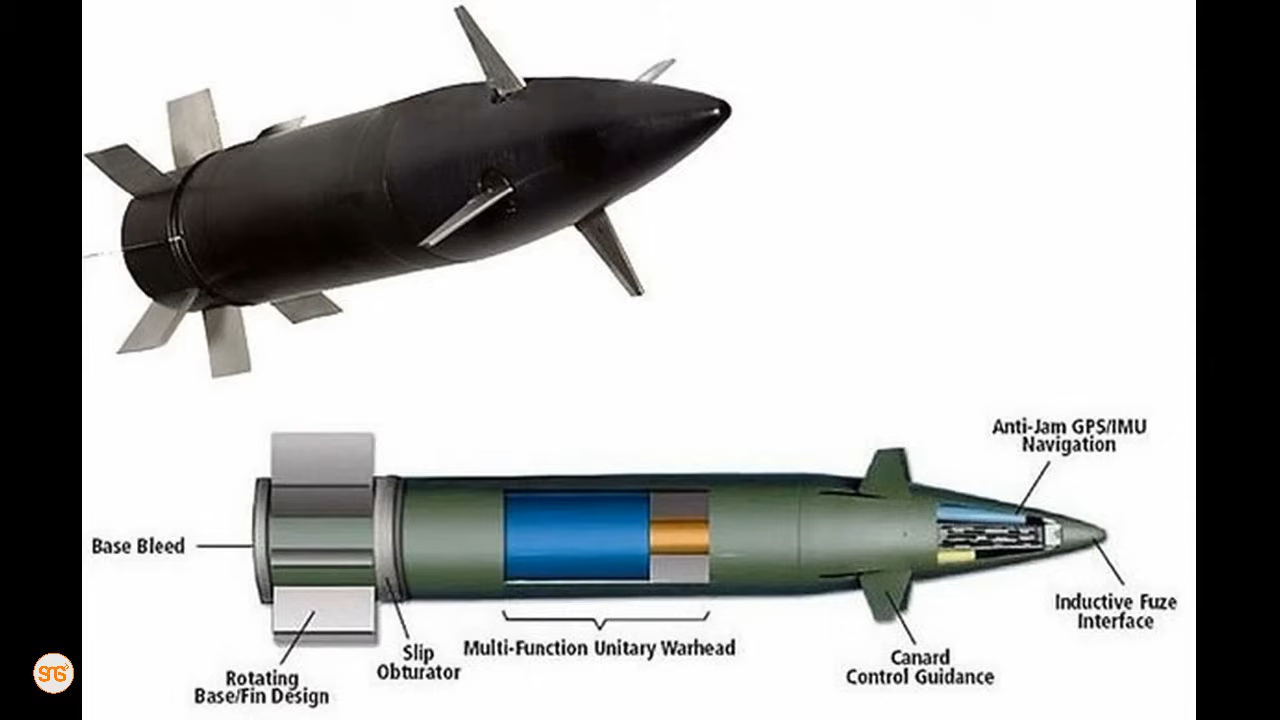 Anti-Jam GPS/IMU
Navigation
Base Bleed
Inductive Fuze
Interface
Multi-Function Unitary Warhead
Slip
Obturator
Canard
Control Guidance
Rotating
Base/Fin Design
SNG